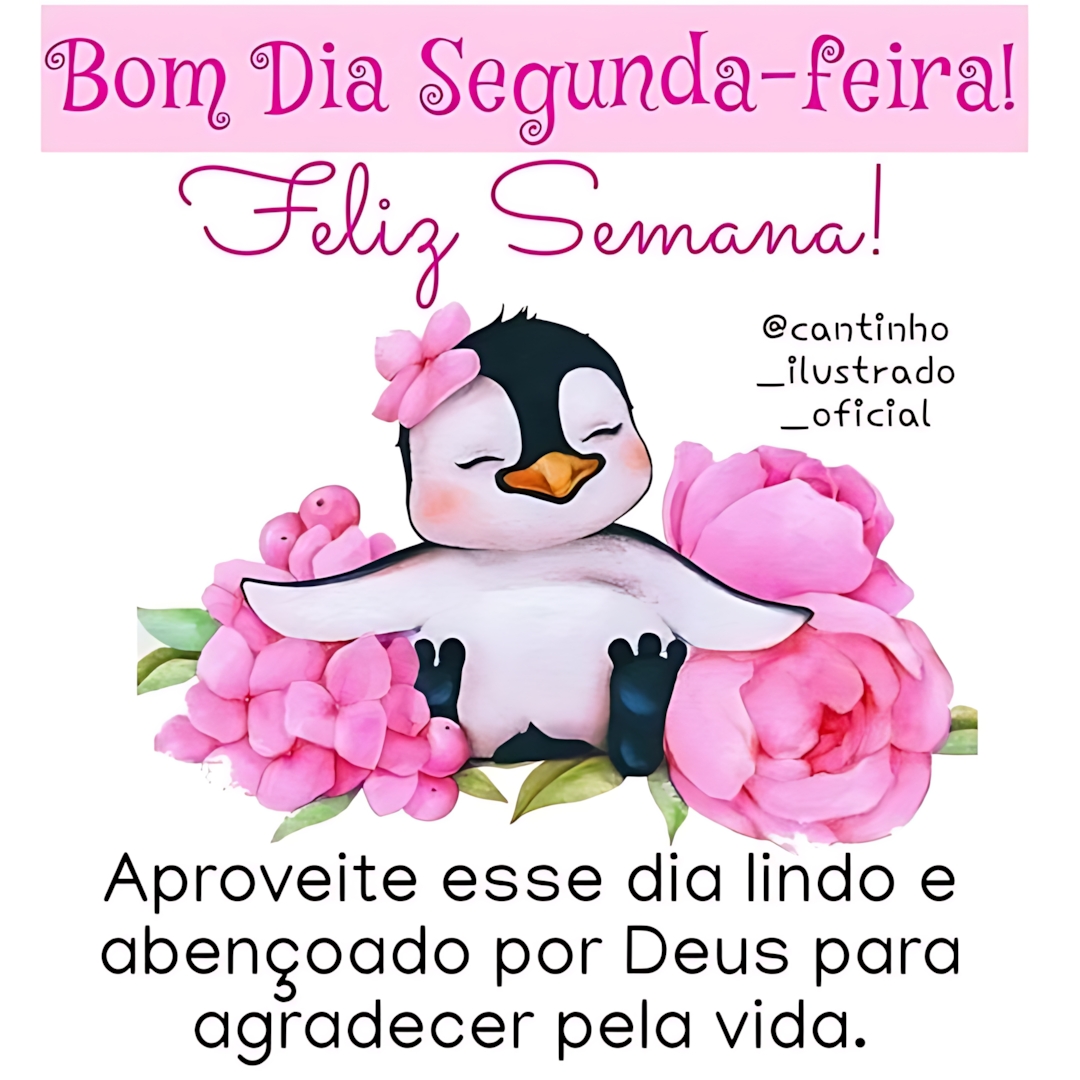 Bom Dia Segunda-feira!
Feliz Semana!
@cantinho
_ilustrado
_oficial
Aproveite esse dia lindo e
abençoado por Deus para
agradecer pela vida.